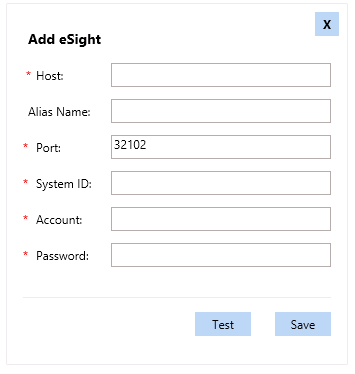 X
Add eSight
* Host:
Alias Name:
* Port: 32102
* System ID:
* Account:
* Password:
Test Save